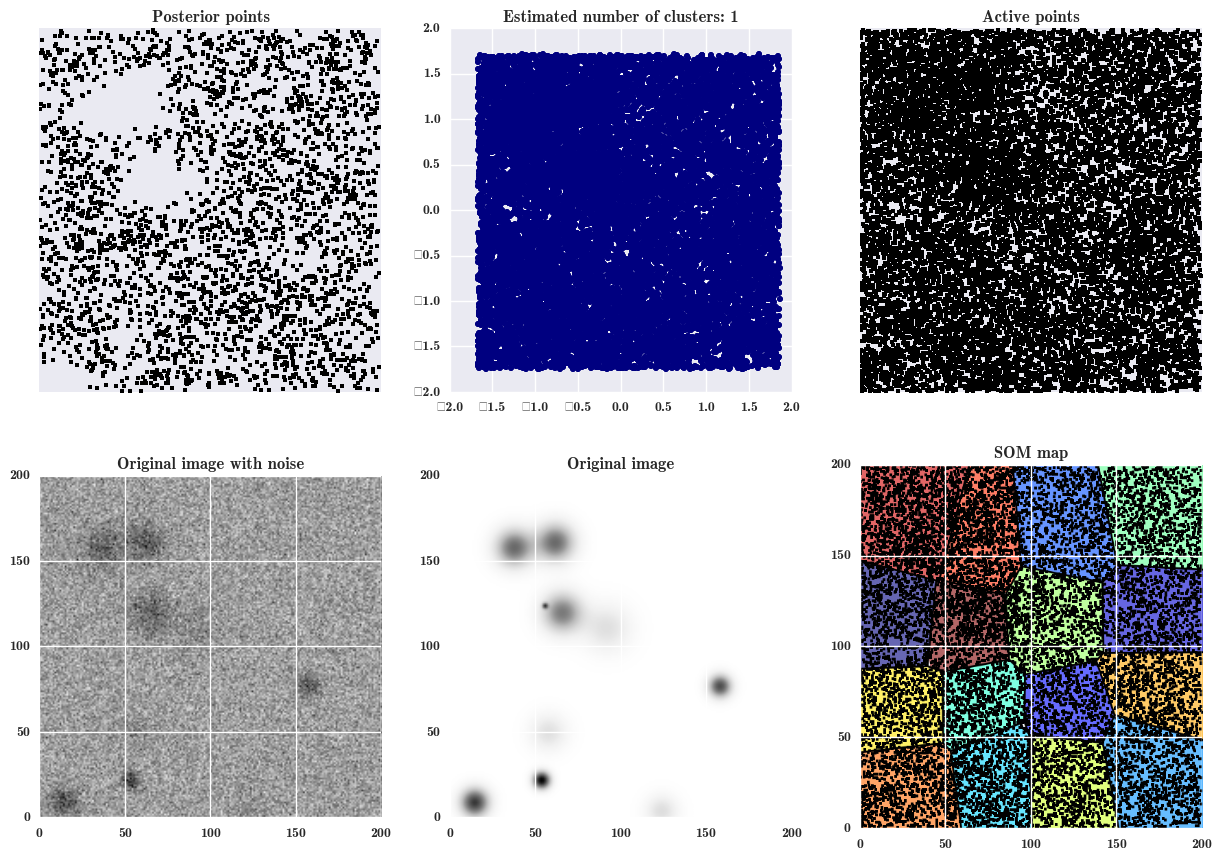 Posterior points
Estimated number of clusters: 1
Active points
2.0
1.5
1.0
0.5
0.0
□0.5
□1.0
□1.5
□2.0
□2.0 □1.5 □1.0 □0.5 0.0 0.5 1.0 1.5 2.0
Original image with noise
Original image
SOM map
200
150
100
50
0
0 50 100 150 200
200
150
100
50
0
0 50 100 150 200
200
150
100
50
0
0 50 100 150 200